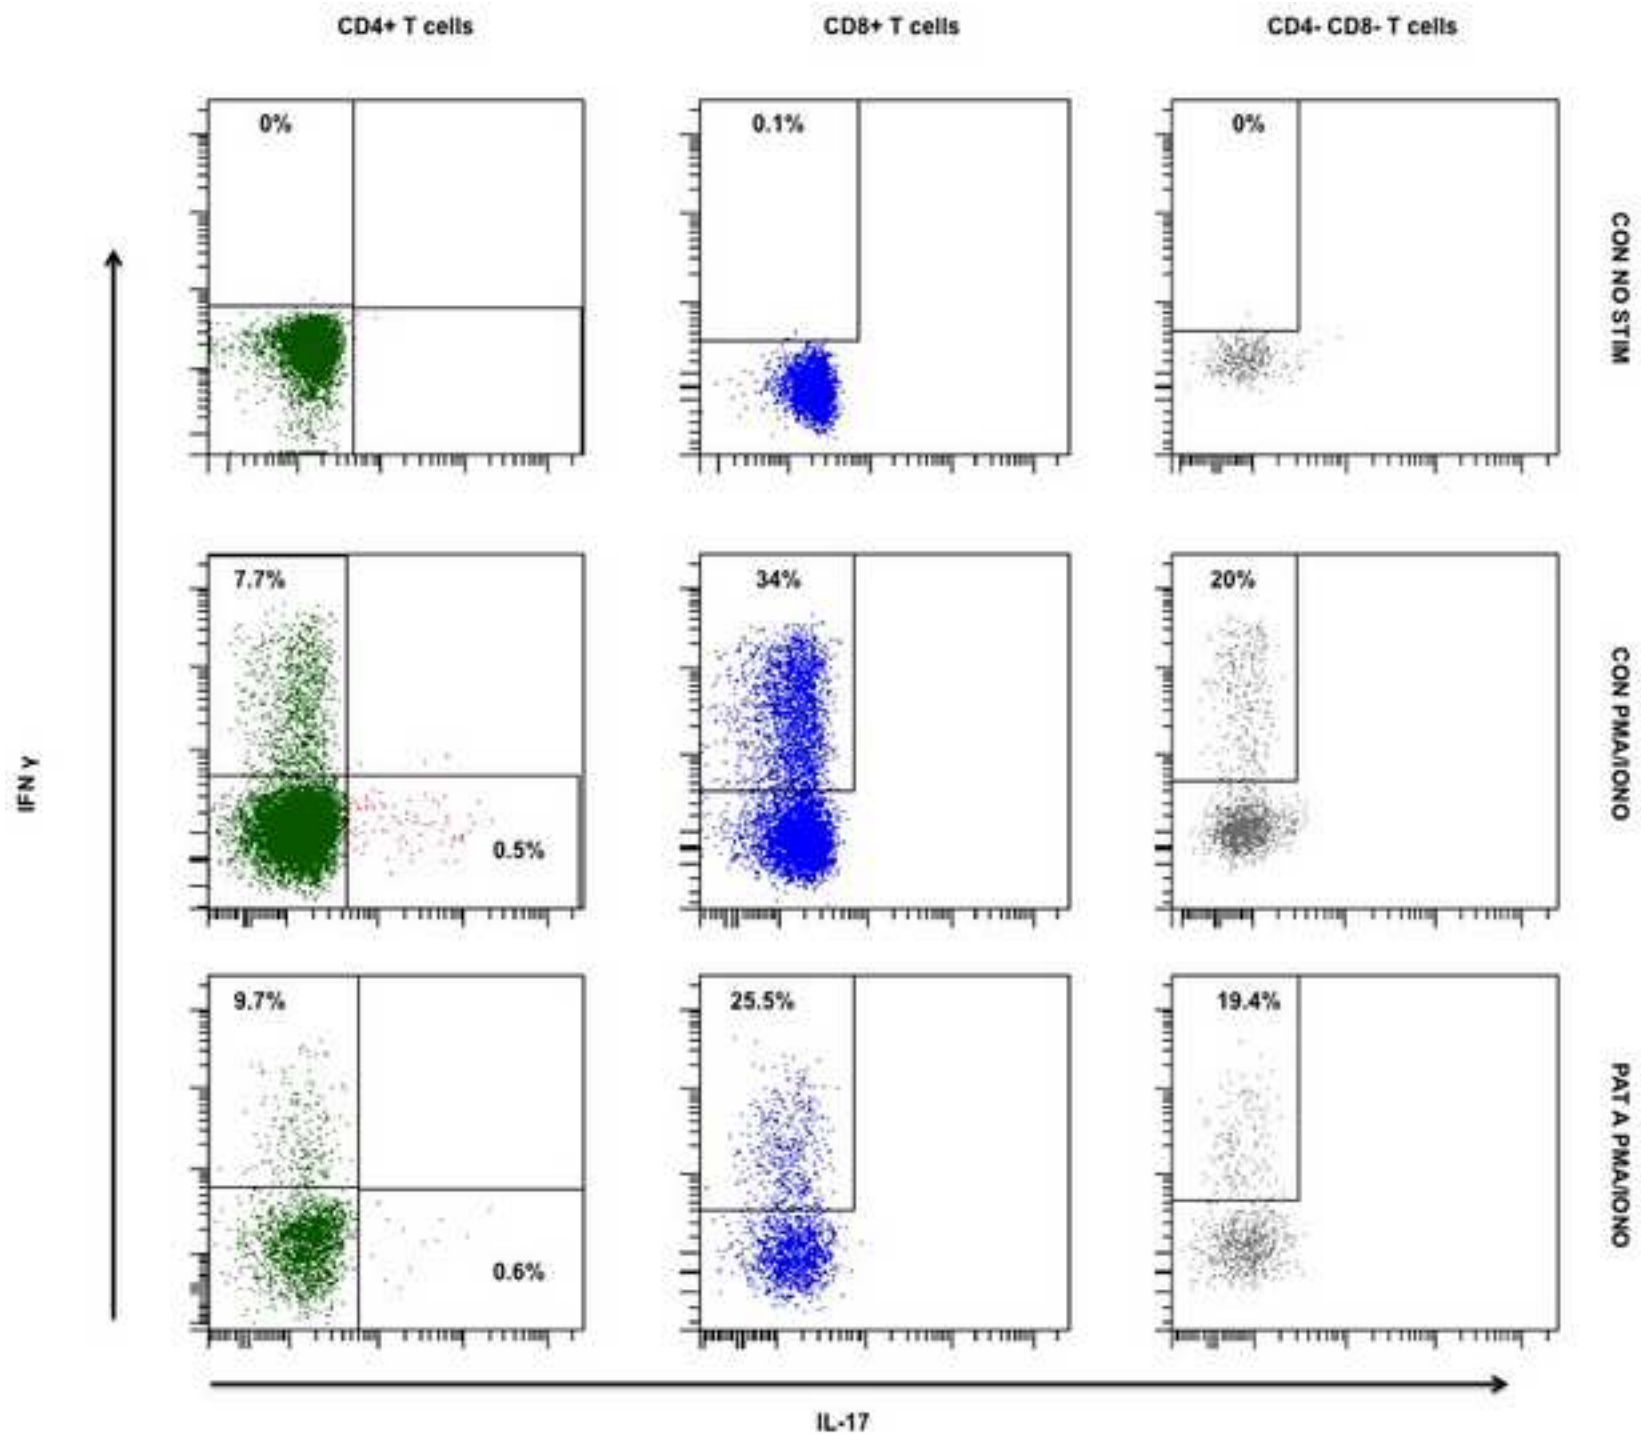 CD4+ T cells
CD8+ T cells
CD4- CD8- T cells
0%
0.1%
0%
CON NO STIM
7.7%
0.5%
34%
20%
CON PMA/IONO
9.7%
0.6%
25.5%
19.4%
PAT A PMA/IONO
IFN γ
IL-17